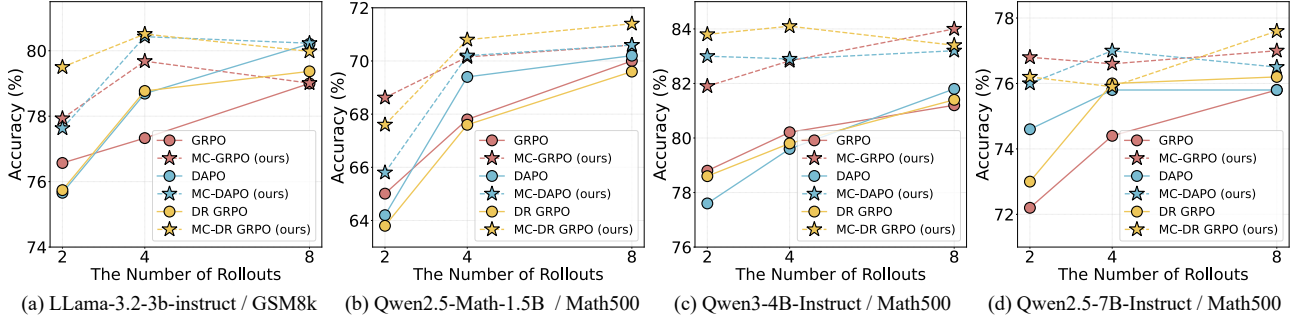 Accuracy (%)
80
78
76
74
2
4
8
The Number of Rollouts
GRPO
MC-GRPO (ours)
DAPO
MC-DAPO (ours)
DR GRPO
MC-DR GRPO (ours)
(a) LLama-3.2-3b-instruct / GSM8k
Accuracy (%)
72
70
68
66
64
2
4
8
The Number of Rollouts
GRPO
MC-GRPO (ours)
DAPO
MC-DAPO (ours)
DR GRPO
MC-DR GRPO (ours)
(b) Qwen2.5-Math-1.5B / Math500
Accuracy (%)
84
82
80
78
76
2
4
8
The Number of Rollouts
GRPO
MC-GRPO (ours)
DAPO
MC-DAPO (ours)
DR GRPO
MC-DR GRPO (ours)
(c) Qwen3-4B-Instruct / Math500
Accuracy (%)
78
76
74
72
2
4
8
The Number of Rollouts
GRPO
MC-GRPO (ours)
DAPO
MC-DAPO (ours)
DR GRPO
MC-DR GRPO (ours)
(d) Qwen2.5-7B-Instruct / Math500